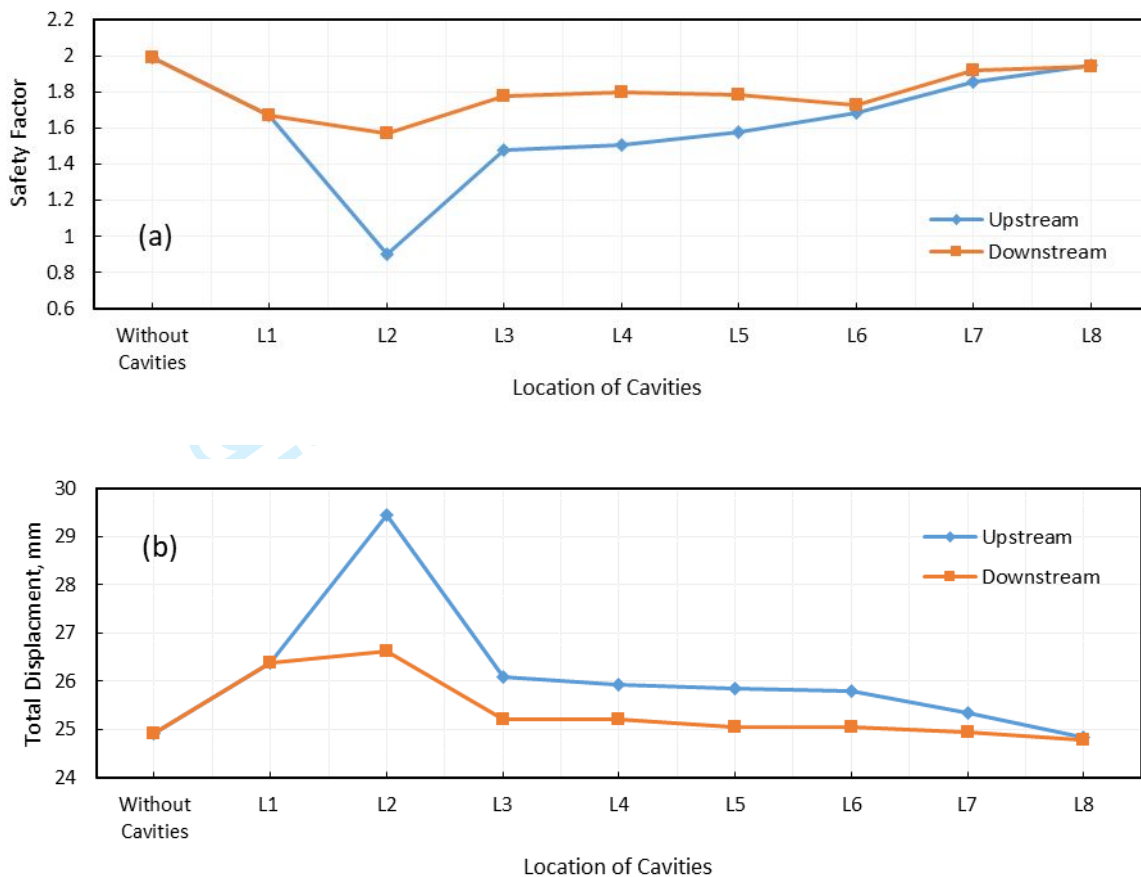 2.2
2
1.8
1.6
1.4
1.2
1
0.8
0.6
Safety Factor
(a)
Upstream
Downstream
Without Cavities L1 L2 L3 L4 L5 L6 L7 L8
Location of Cavities
30
29
28
27
26
25
24
Total Displacment, mm
(b)
Upstream
Downstream
Without Cavities L1 L2 L3 L4 L5 L6 L7 L8
Location of Cavities